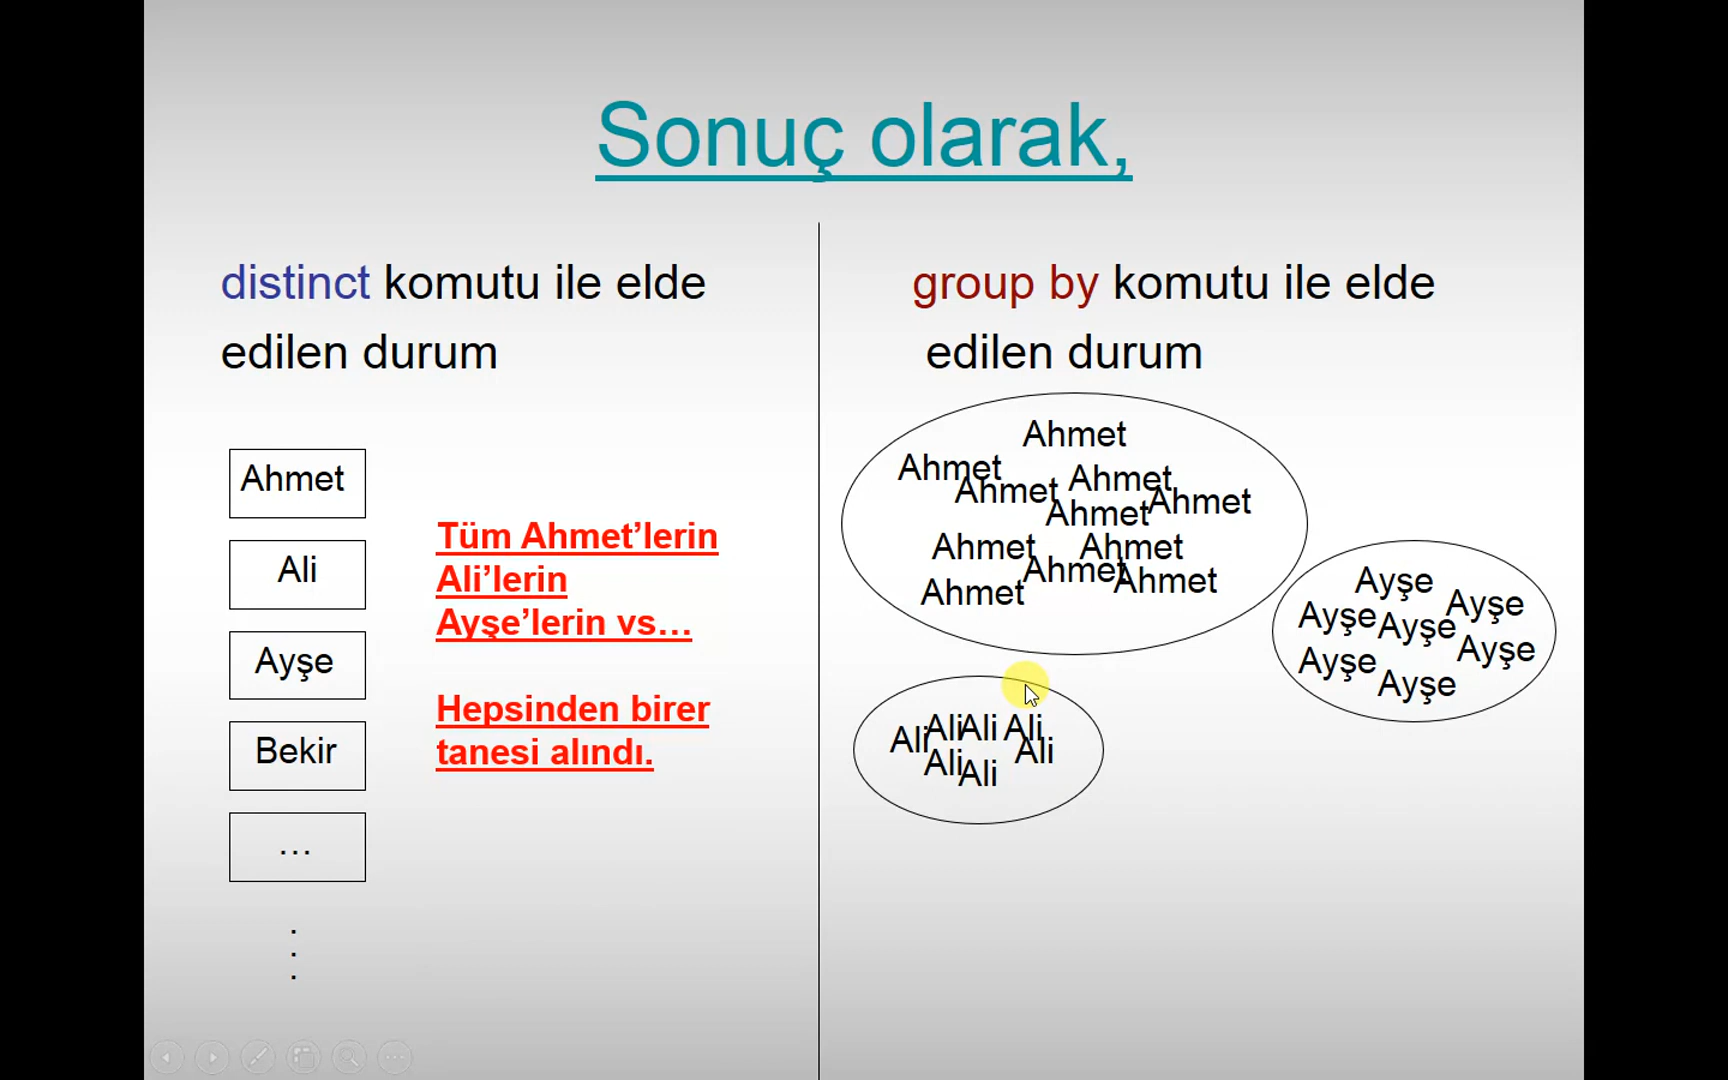 Sonuç olarak,
distinct komutu ile elde
edilen durum
Ahmet
Ali
Ayşe
Bekir
...
.
.
.
Tüm Ahmet’lerin
Ali’lerin
Ayşe’lerin vs...
Hepsinden birer
tanesi alındı.
group by komutu ile elde
edilen durum
Ahmet
Ahmet Ahmet
Ahmet Ahmet
Ahmet
Ahmet Ahmet
Ahmet Ahmet
Ahmet
Ayşe
Ayşe Ayşe
Ayşe Ayşe
Ayşe
Ayşe
Ali Ali Ali
Ali Ali
Ali Ali
Ali